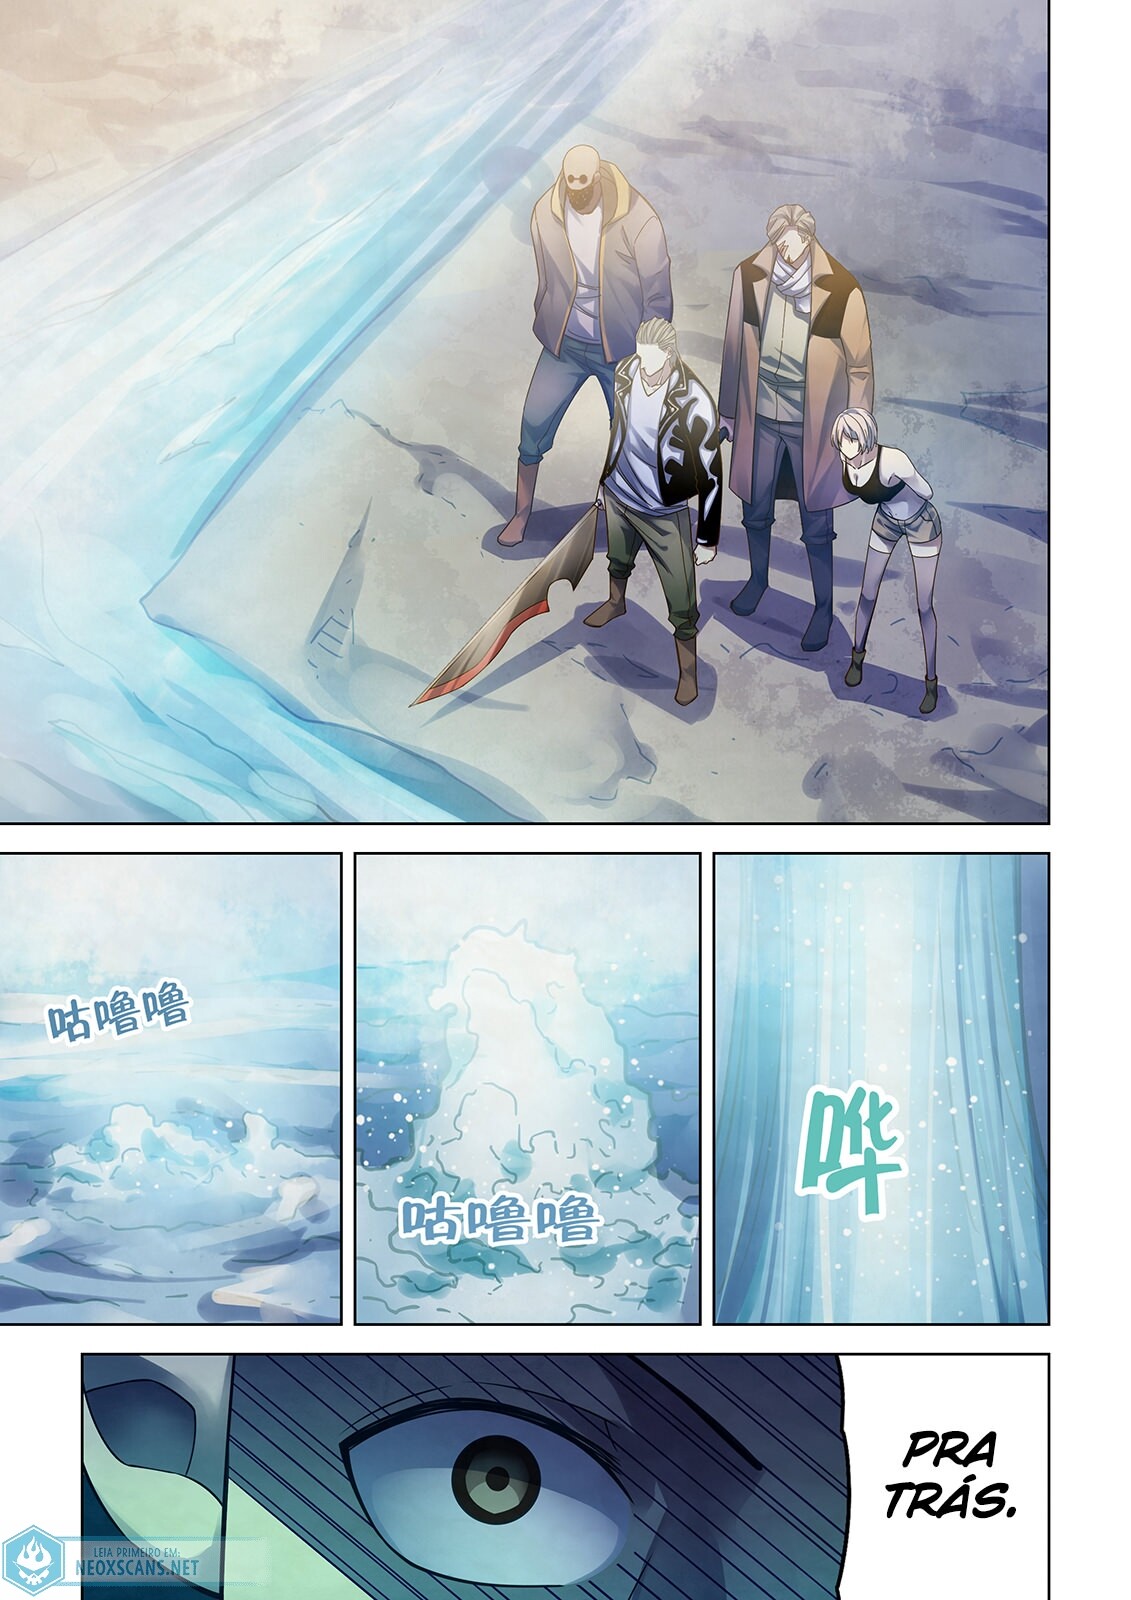 哗
咕噜噜
咕噜噜
PRA
TRÁS.
LEIA PRIMEIRO EM:
NEOXSCANS.NET